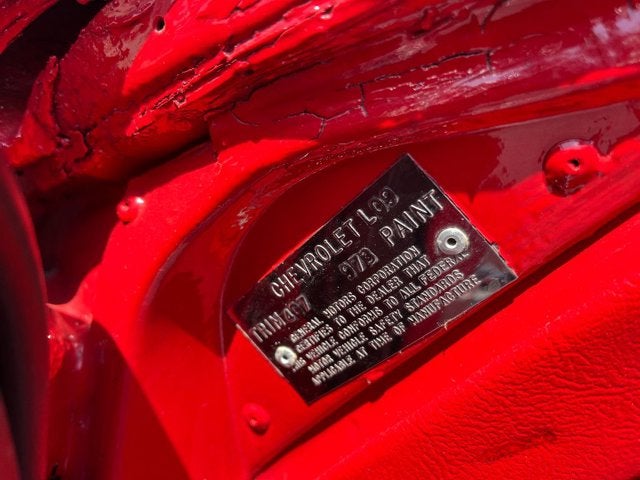 CHEVROLET L09
TRIM 407 973 PAINT
GENERAL MOTORS CORPORATION
CERTIFIES TO THE DEALER THAT
THIS VEHICLE CONFORMS TO ALL FEDERAL
MOTOR VEHICLE SAFETY STANDARDS
APPLICABLE AT TIME OF MANUFACTURE